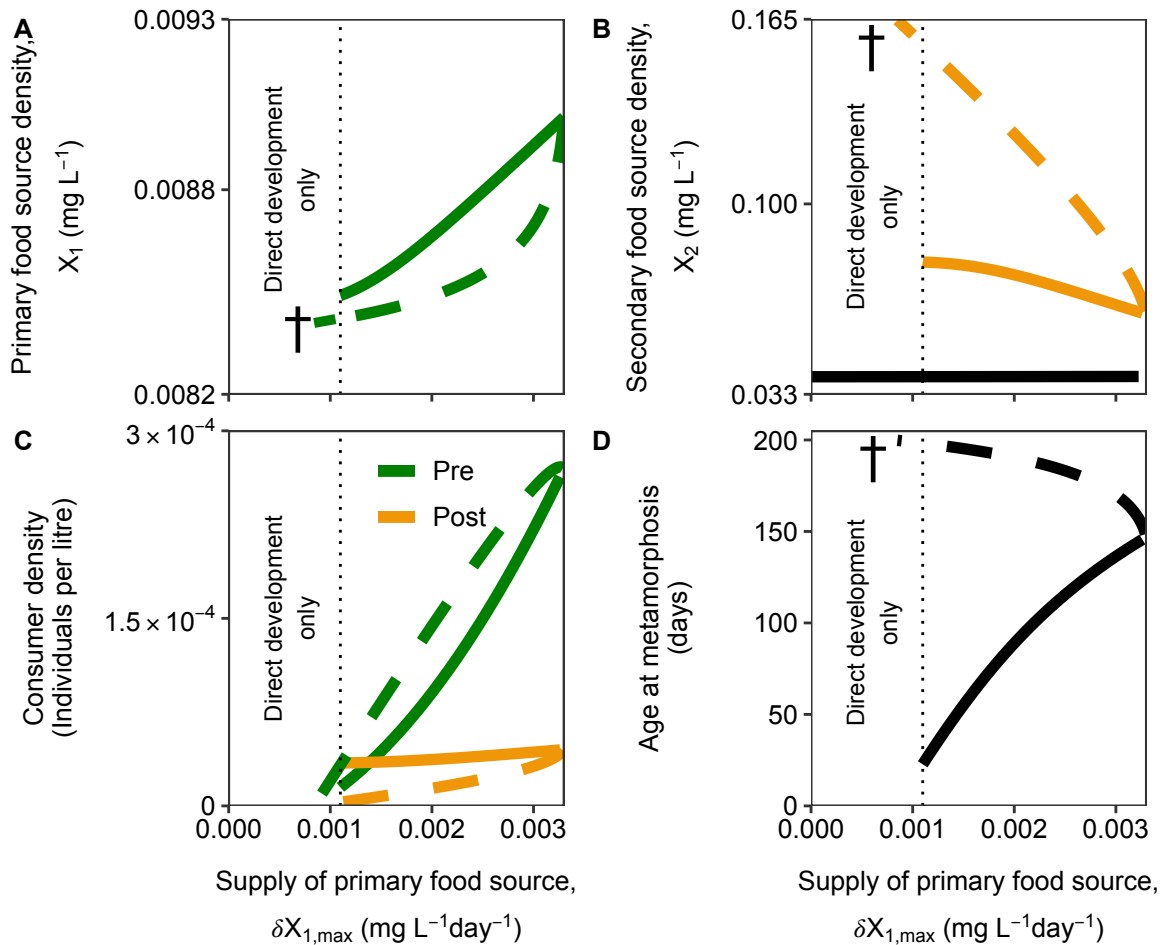 A
Primary food source density,
X₁ (mg L⁻¹)
0.0093
0.0088
0.0082
Direct development
only
†
B
Secondary food source density,
X₂ (mg L⁻¹)
0.165
0.100
0.033
Direct development
only
†
C
Consumer density
(Individuals per litre)
3 × 10⁻⁴
1.5 × 10⁻⁴
0
Direct development
only
Pre
Post
0.000 0.001 0.002 0.003
Supply of primary food source,
δX₁,max (mg L⁻¹day⁻¹)
D
Age at metamorphosis
(days)
200
150
100
50
0
Direct development
only
†
0.000 0.001 0.002 0.003
Supply of primary food source,
δX₁,max (mg L⁻¹day⁻¹)